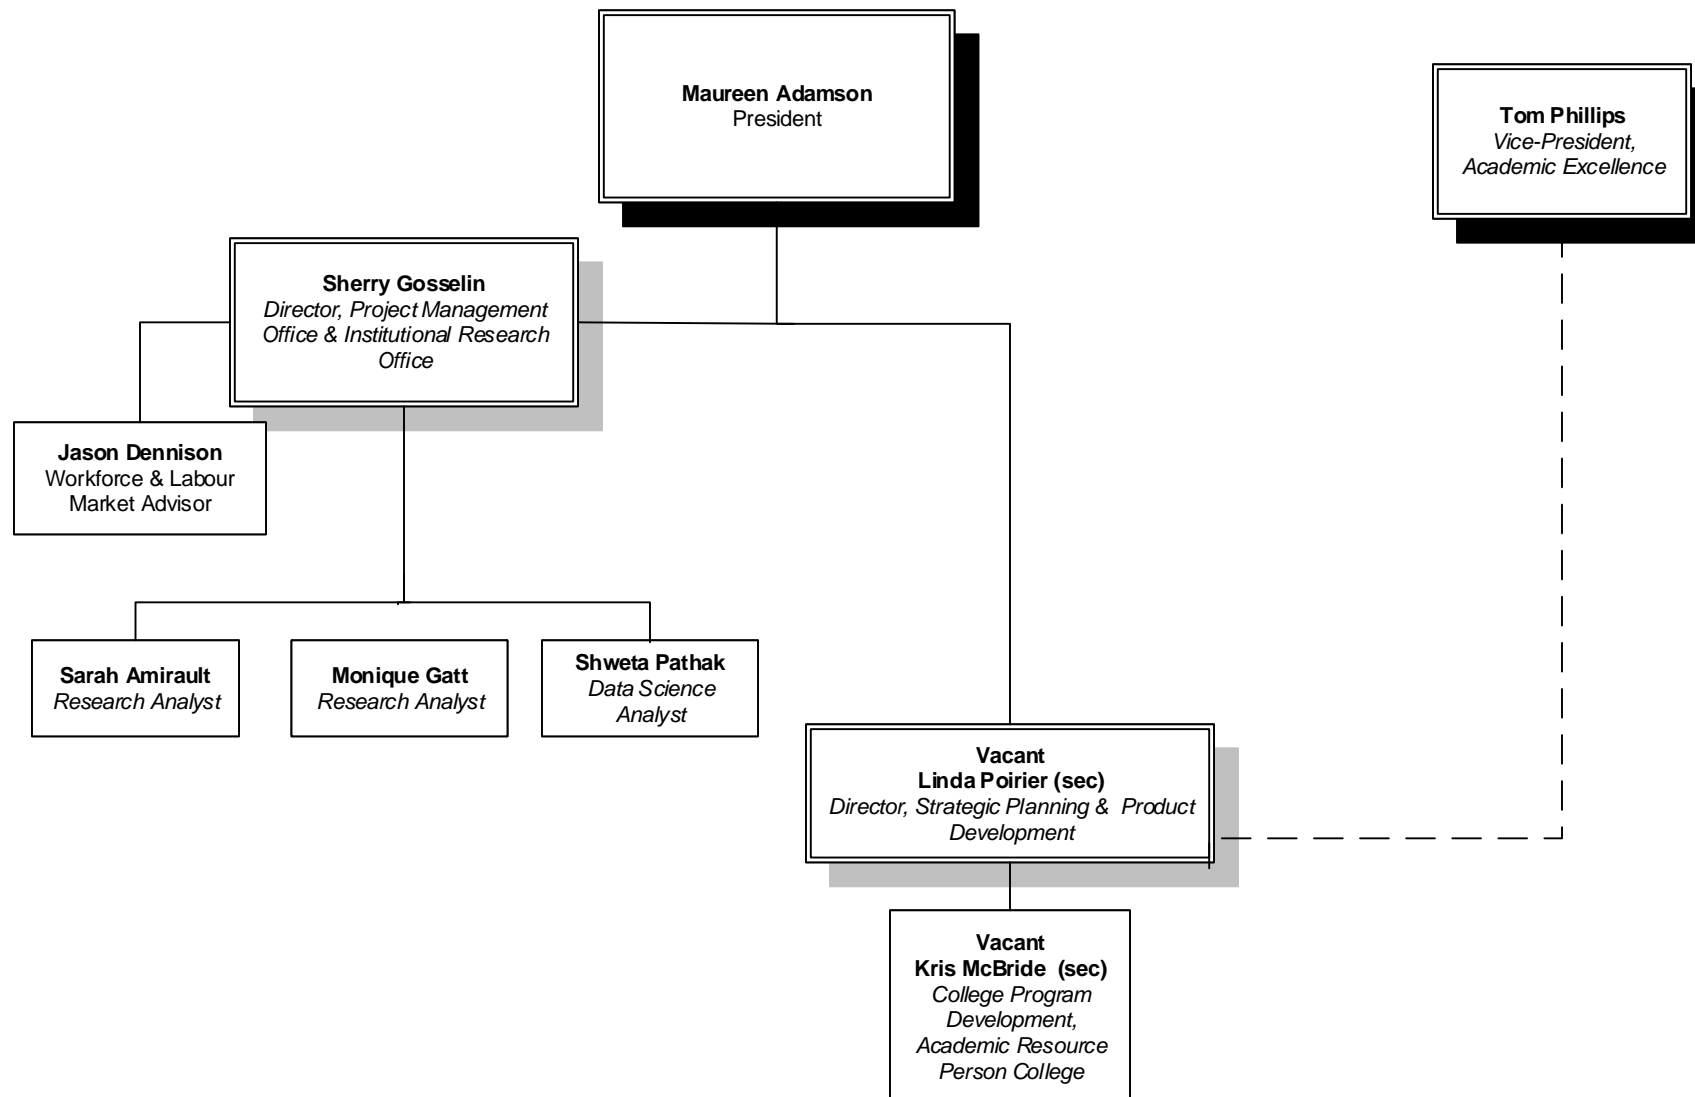 Maureen Adamson
President
Tom Phillips
Vice-President,
Academic Excellence
Sherry Gosselin
Director, Project Management
Office & Institutional Research
Office
Jason Dennison
Workforce & Labour
Market Advisor
Sarah Amirault
Research Analyst
Monique Gatt
Research Analyst
Shweta Pathak
Data Science
Analyst
Vacant
Linda Poirier (sec)
Director, Strategic Planning & Product
Development
Vacant
Kris McBride (sec)
College Program
Development,
Academic Resource
Person College